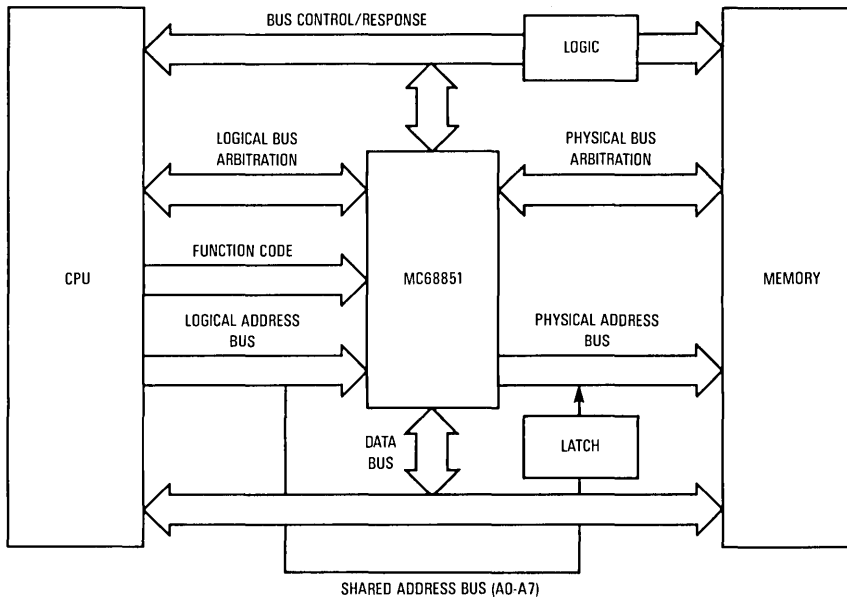 BUS CONTROL/RESPONSE
LOGIC
LOGICAL BUS
ARBITRATION
PHYSICAL BUS
ARBITRATION
FUNCTION CODE
CPU
MC68851
MEMORY
LOGICAL ADDRESS
BUS
PHYSICAL ADDRESS
BUS
DATA
BUS
LATCH
SHARED ADDRESS BUS (A0-A7)